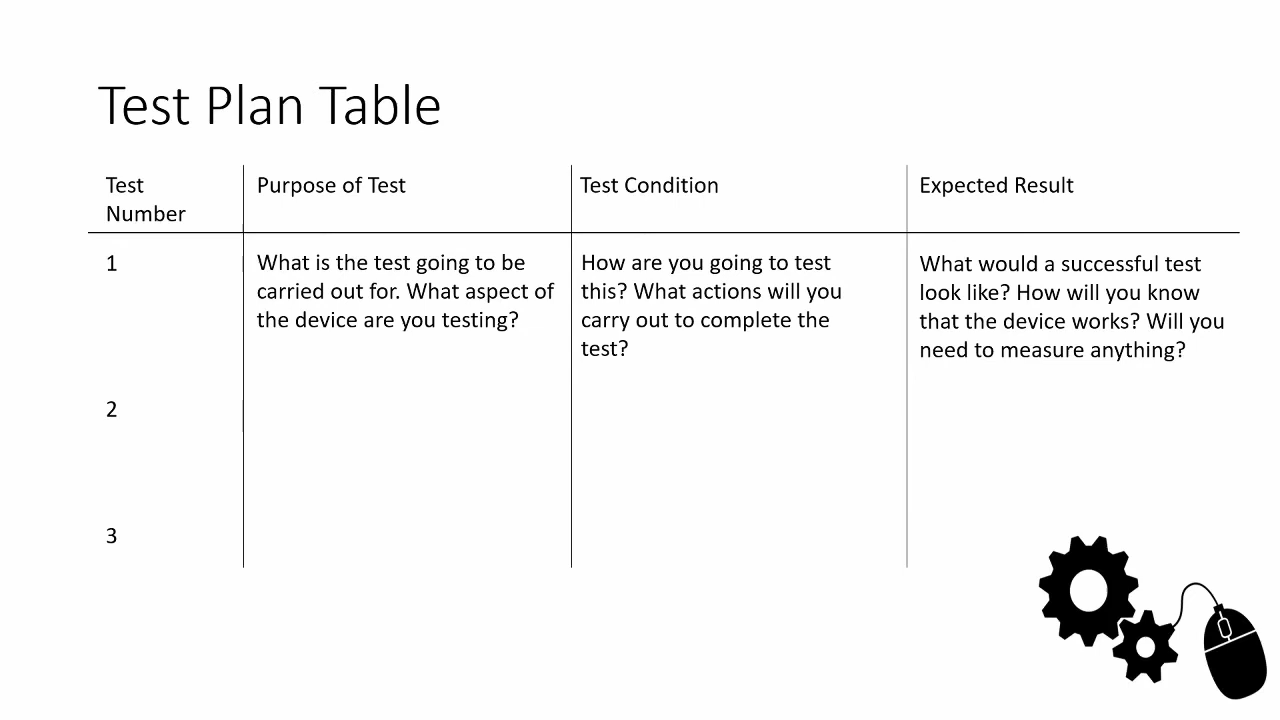 Test Plan Table
Test
Number
Purpose of Test
Test Condition
Expected Result
1
What is the test going to be
carried out for. What aspect of
the device are you testing?
How are you going to test
this? What actions will you
carry out to complete the
test?
What would a successful test
look like? How will you know
that the device works? Will you
need to measure anything?
2
3